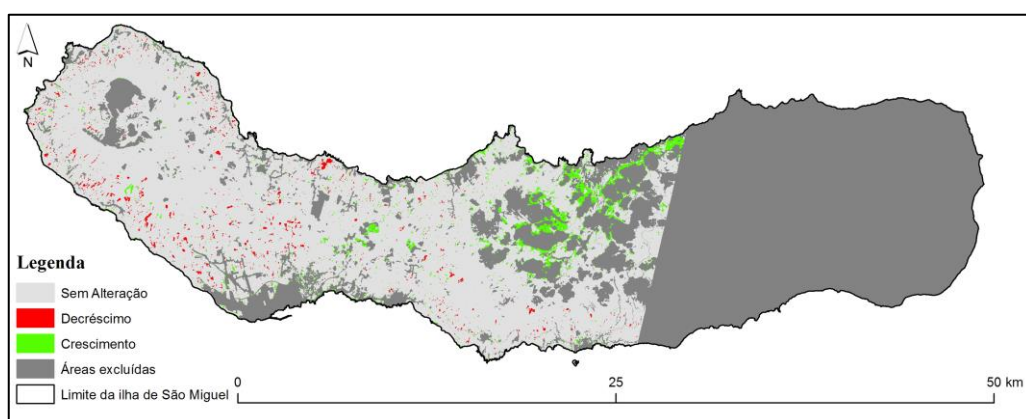 N
Legenda
Sem Alteração
Decréscimo
Crescimento
Áreas excluídas
Limite da ilha de São Miguel
0 25 50 km